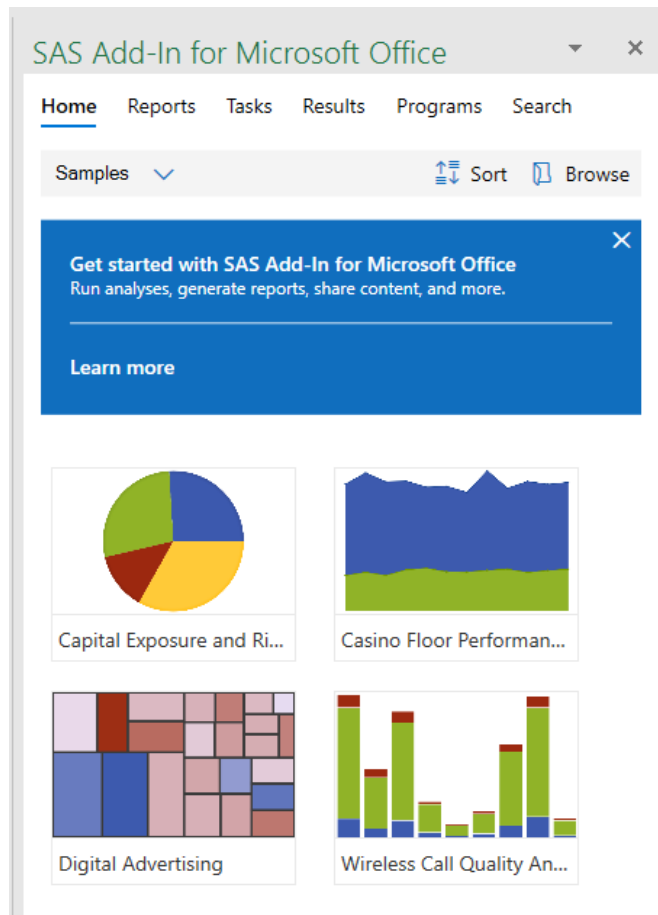 SAS Add-In for Microsoft Office
Home Reports Tasks Results Programs Search
Samples Sort Browse
Get started with SAS Add-In for Microsoft Office
Run analyses, generate reports, share content, and more.
Learn more
Capital Exposure and Ri... Casino Floor Performan...
Digital Advertising Wireless Call Quality An...